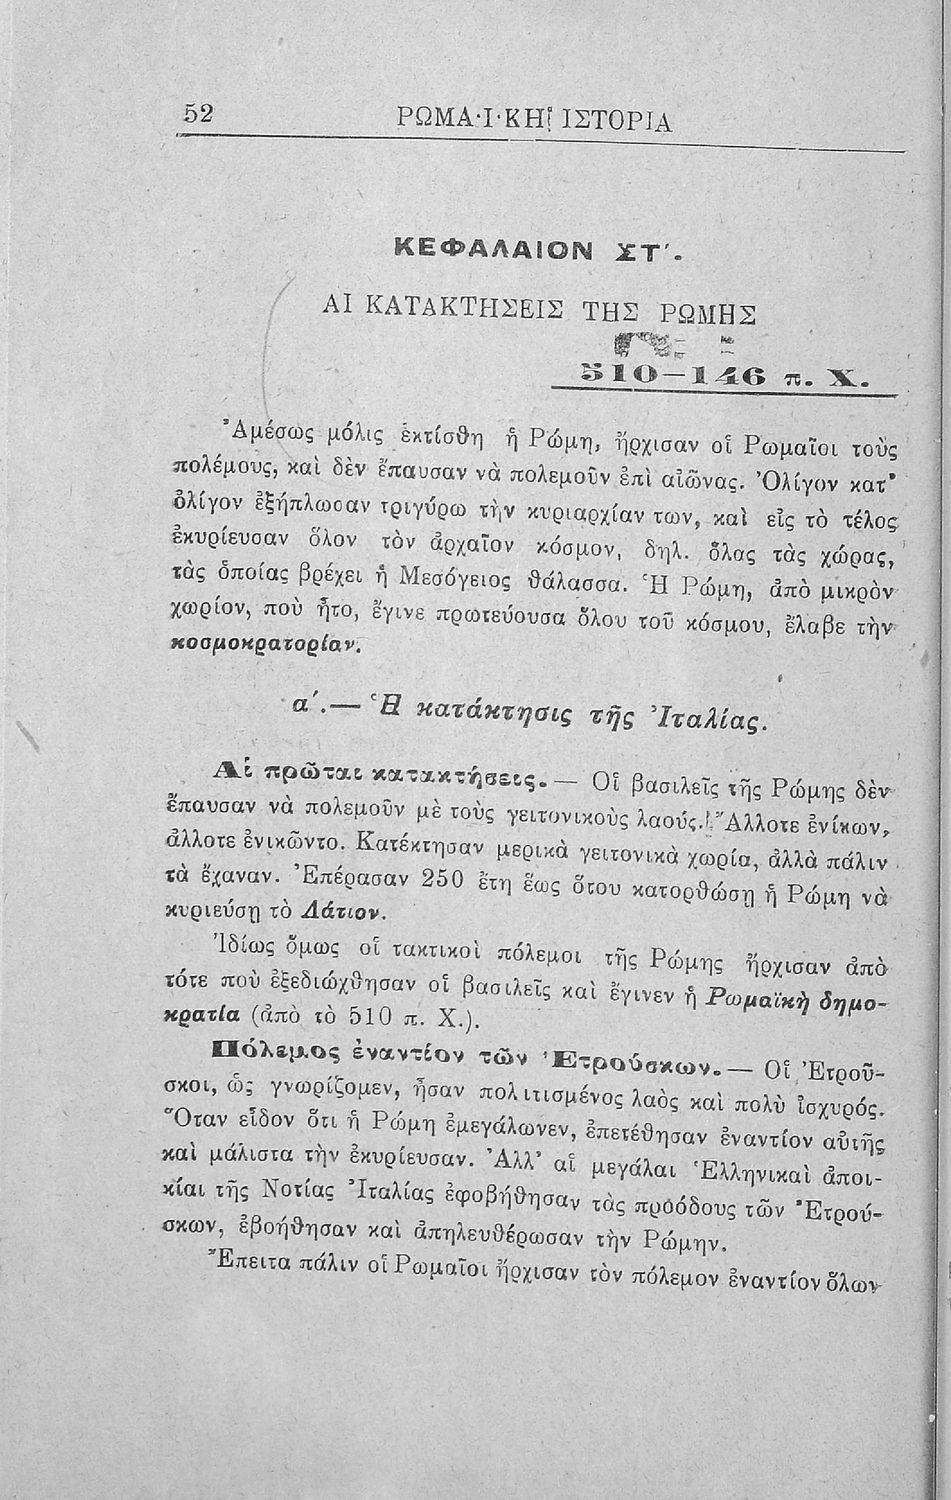 52
ΡΩΜΑ·Ι·ΚΗ ΙΣΤΟΡΙΑ
ΚΕΦΑΛΑΙΟΝ ΣΤ΄.
ΑΙ ΚΑΤΑΚΤΗΣΕΙΣ ΤΗΣ ΡΩΜΗΣ
510—146 π. Χ.
Ἀμέσως μόλις ἐκτίσθη ἡ Ρώμη, ἤρχισαν οἱ Ρωμαῖοι τοὺς
πολέμους, καὶ δὲν ἔπαυσαν νὰ πολεμοῦν ἐπὶ αἰῶνας. Ὀλίγον κατ᾽
ὀλίγον ἐξήπλωσαν τριγύρω τὴν κυριαρχίαν των, καὶ εἰς τὸ τέλος
ἐκυρίευσαν ὅλον τὸν ἀρχαῖον κόσμον, δηλ. ὅλας τὰς χώρας,
τὰς ὁποίας βρέχει ἡ Μεσόγειος θάλασσα. Ἡ Ρώμη, ἀπὸ μικρὸν
χωρίον, ποὺ ἦτο, ἔγινε πρωτεύουσα ὅλου τοῦ κόσμου, ἔλαβε τὴν
κοσμοκρατορίαν.
α΄.— Ἡ κατάκτησις τῆς Ἰταλίας.
Αἱ πρῶται κατακτήσεις.— Οἱ βασιλεῖς τῆς Ρώμης δὲν
ἔπαυσαν νὰ πολεμοῦν μὲ τοὺς γειτονικοὺς λαούς. Ἄλλοτε ἐνίκων,
ἄλλοτε ἐνικῶντο. Κατέκτησαν μερικὰ γειτονικὰ χωρία, ἀλλὰ πάλιν
τὰ ἔχαναν. Ἐπέρασαν 250 ἔτη ἕως ὅτου κατορθώσῃ ἡ Ρώμη νὰ
κυριεύσῃ τὸ Λάτιον.
Ἰδίως ὅμως οἱ τακτικοὶ πόλεμοι τῆς Ρώμης ἤρχισαν ἀπὸ
τότε ποὺ ἐξεδιώχθησαν οἱ βασιλεῖς καὶ ἔγινεν ἡ Ρωμαϊκὴ δημο-
κρατία (ἀπὸ τὸ 510 π. Χ.).
Πόλεμος ἐναντίον τῶν Ἐτρούσκων.— Οἱ Ἐτροῦ-
σκοι, ὡς γνωρίζομεν, ἦσαν πολιτισμένος λαὸς καὶ πολὺ ἰσχυρός.
Ὅταν εἶδον ὅτι ἡ Ρώμη ἐμεγάλωνεν, ἐπετέθησαν ἐναντίον αὐτῆς
καὶ μάλιστα τὴν ἐκυρίευσαν. Ἀλλ᾽ αἱ μεγάλαι Ἑλληνικαὶ ἀποι-
κίαι τῆς Νοτίας Ἰταλίας ἐφοβήθησαν τὰς προόδους τῶν Ἐτρού-
σκων, ἐβοήθησαν καὶ ἀπηλευθέρωσαν τὴν Ρώμην.
Ἔπειτα πάλιν οἱ Ρωμαῖοι ἤρχισαν τὸν πόλεμον ἐναντίον ὅλων